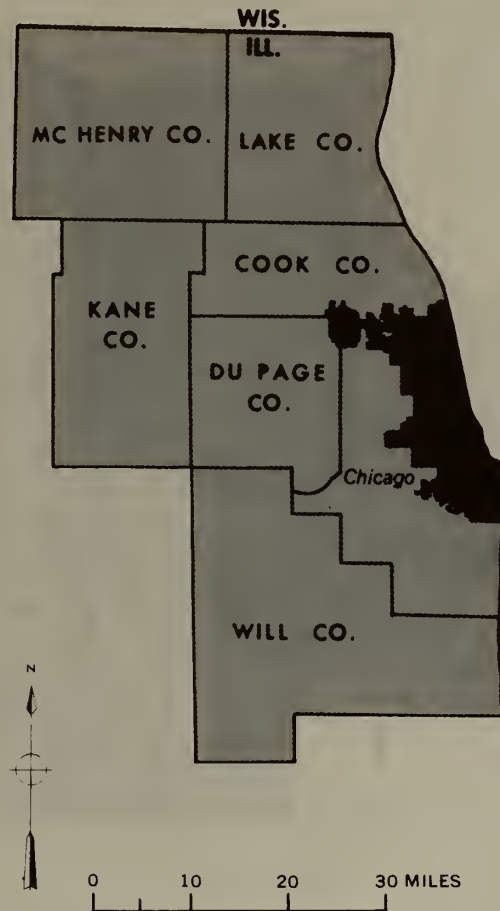 WIS.
ILL.
MC HENRY CO.
LAKE CO.
COOK CO.
KANE
CO.
DU PAGE
CO.
Chicago
WILL CO.
N
0 10 20 30 MILES